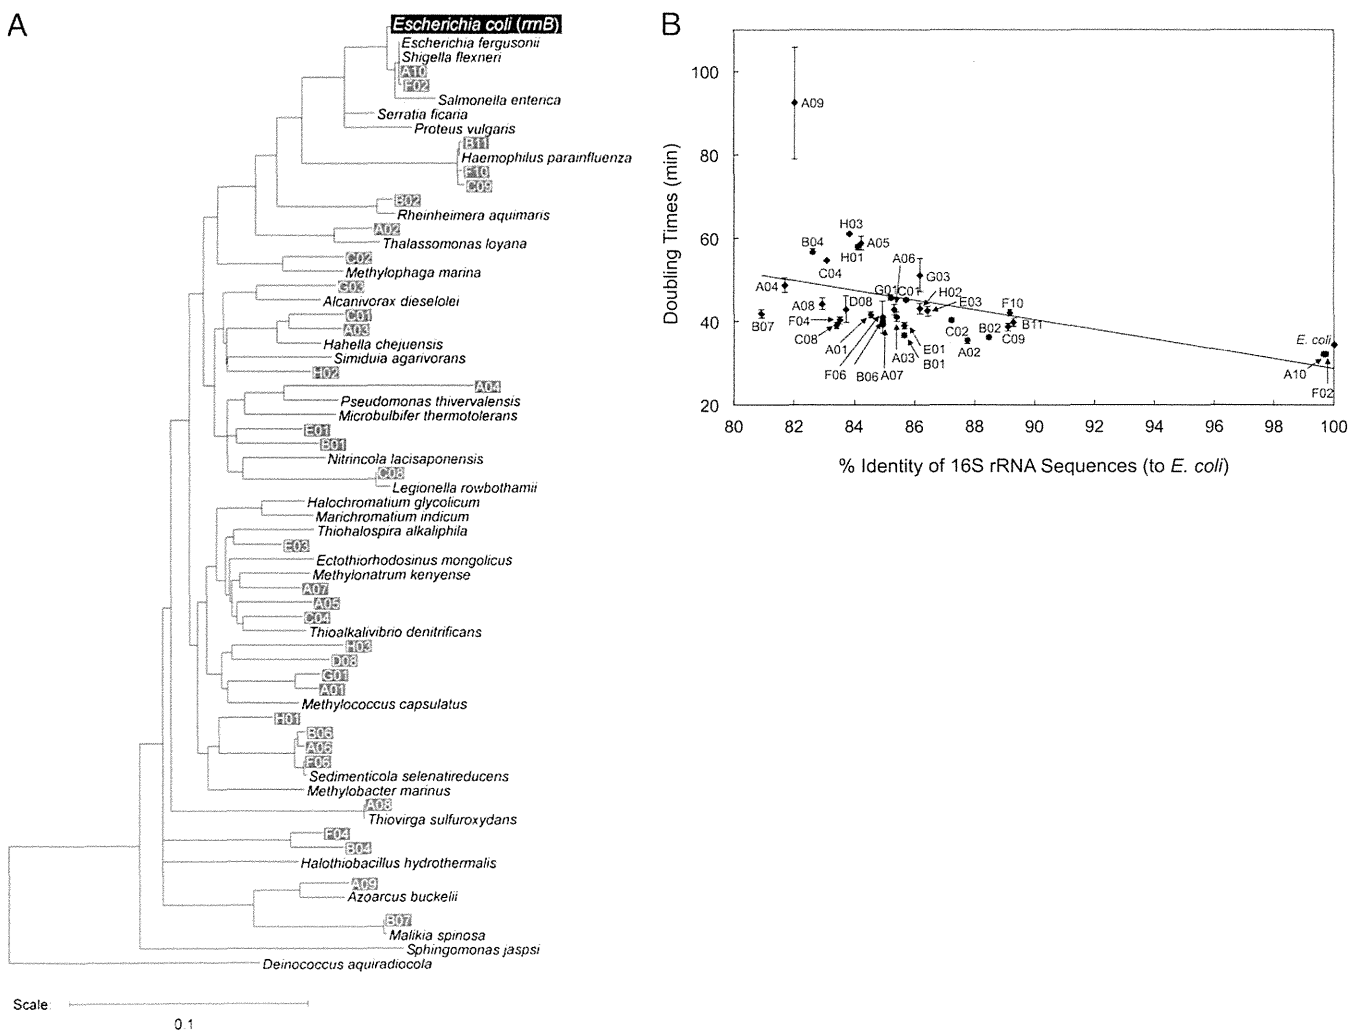 A
Escherichia coli (rrnB)
Escherichia fergusonii
Shigella flexneri
A10
F02
Salmonella enterica
Serratia ficaria
Proteus vulgaris
B11
Haemophilus parainfluenza
F10
C09
B02
Rheinheimera aquimaris
A02
Thalassomonas loyana
C02
Methylophaga marina
G03
Alcanivorax dieselolei
C01
A03
Hahella chejuensis
Simiduia agarivorans
H02
A04
Pseudomonas thivervalensis
Microbulbifer thermotolerans
E01
B01
Nitrincola lacisaponensis
C08
Legionella rowbothamii
Halochromatium glycolicum
Marichromatium indicum
Thiohalospira alkaliphila
E03
Ectothiorhodosinus mongolicus
Methylonatrum kenyense
A07
A05
C04
Thioalkalivibrio denitrificans
H03
D08
G01
A01
Methylococcus capsulatus
H01
B06
A06
F06
Sedimenticola selenatireducens
Methylobacter marinus
A08
Thiovirga sulfuroxydans
F04
B04
Halothiobacillus hydrothermalis
A09
Azoarcus buckelii
B07
Malikia spinosa
Sphingomonas jaspsi
Deinococcus aquiradiocola
Scale:
0.1
B
Doubling Times (min)
100
80
60
40
20
A09
H03
B04
A05
H01
C04
A06
G03
A04
G01
C01
H02
E03
F10
A08
D08
B07
F04
C08
A01
F06
B06
A07
A03
E01
B01
C02
A02
B02
C09
B11
E. coli
A10
F02
80 82 84 86 88 90 92 94 96 98 100
% Identity of 16S rRNA Sequences (to E. coli)